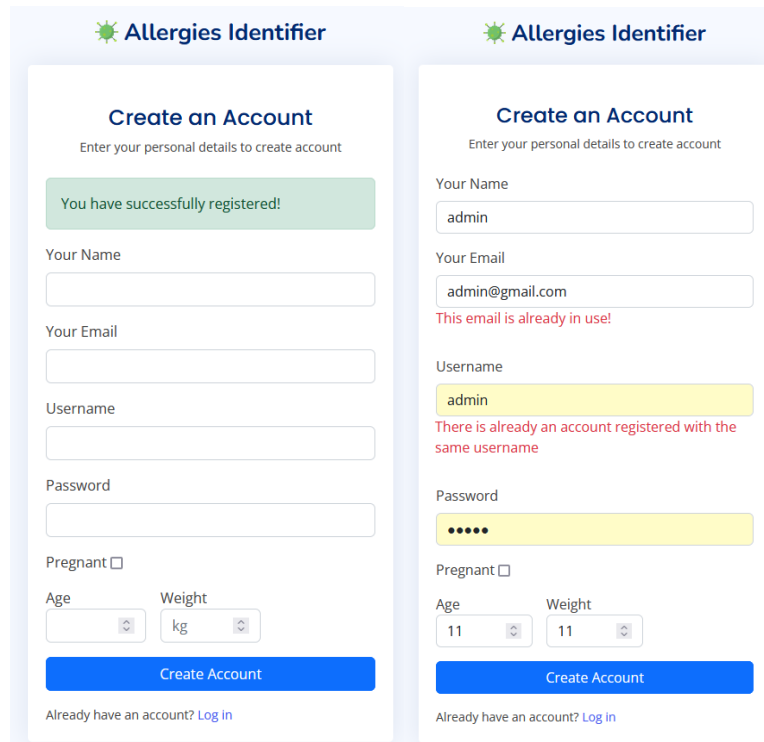 Allergies Identifier
Create an Account
Enter your personal details to create account
You have successfully registered!
Your Name
Your Email
Username
Password
Pregnant
Age Weight
kg
Create Account
Already have an account? Log in
Allergies Identifier
Create an Account
Enter your personal details to create account
Your Name
admin
Your Email
admin@gmail.com
This email is already in use!
Username
admin
There is already an account registered with the
same username
Password
•••••
Pregnant
Age Weight
11 11
Create Account
Already have an account? Log in